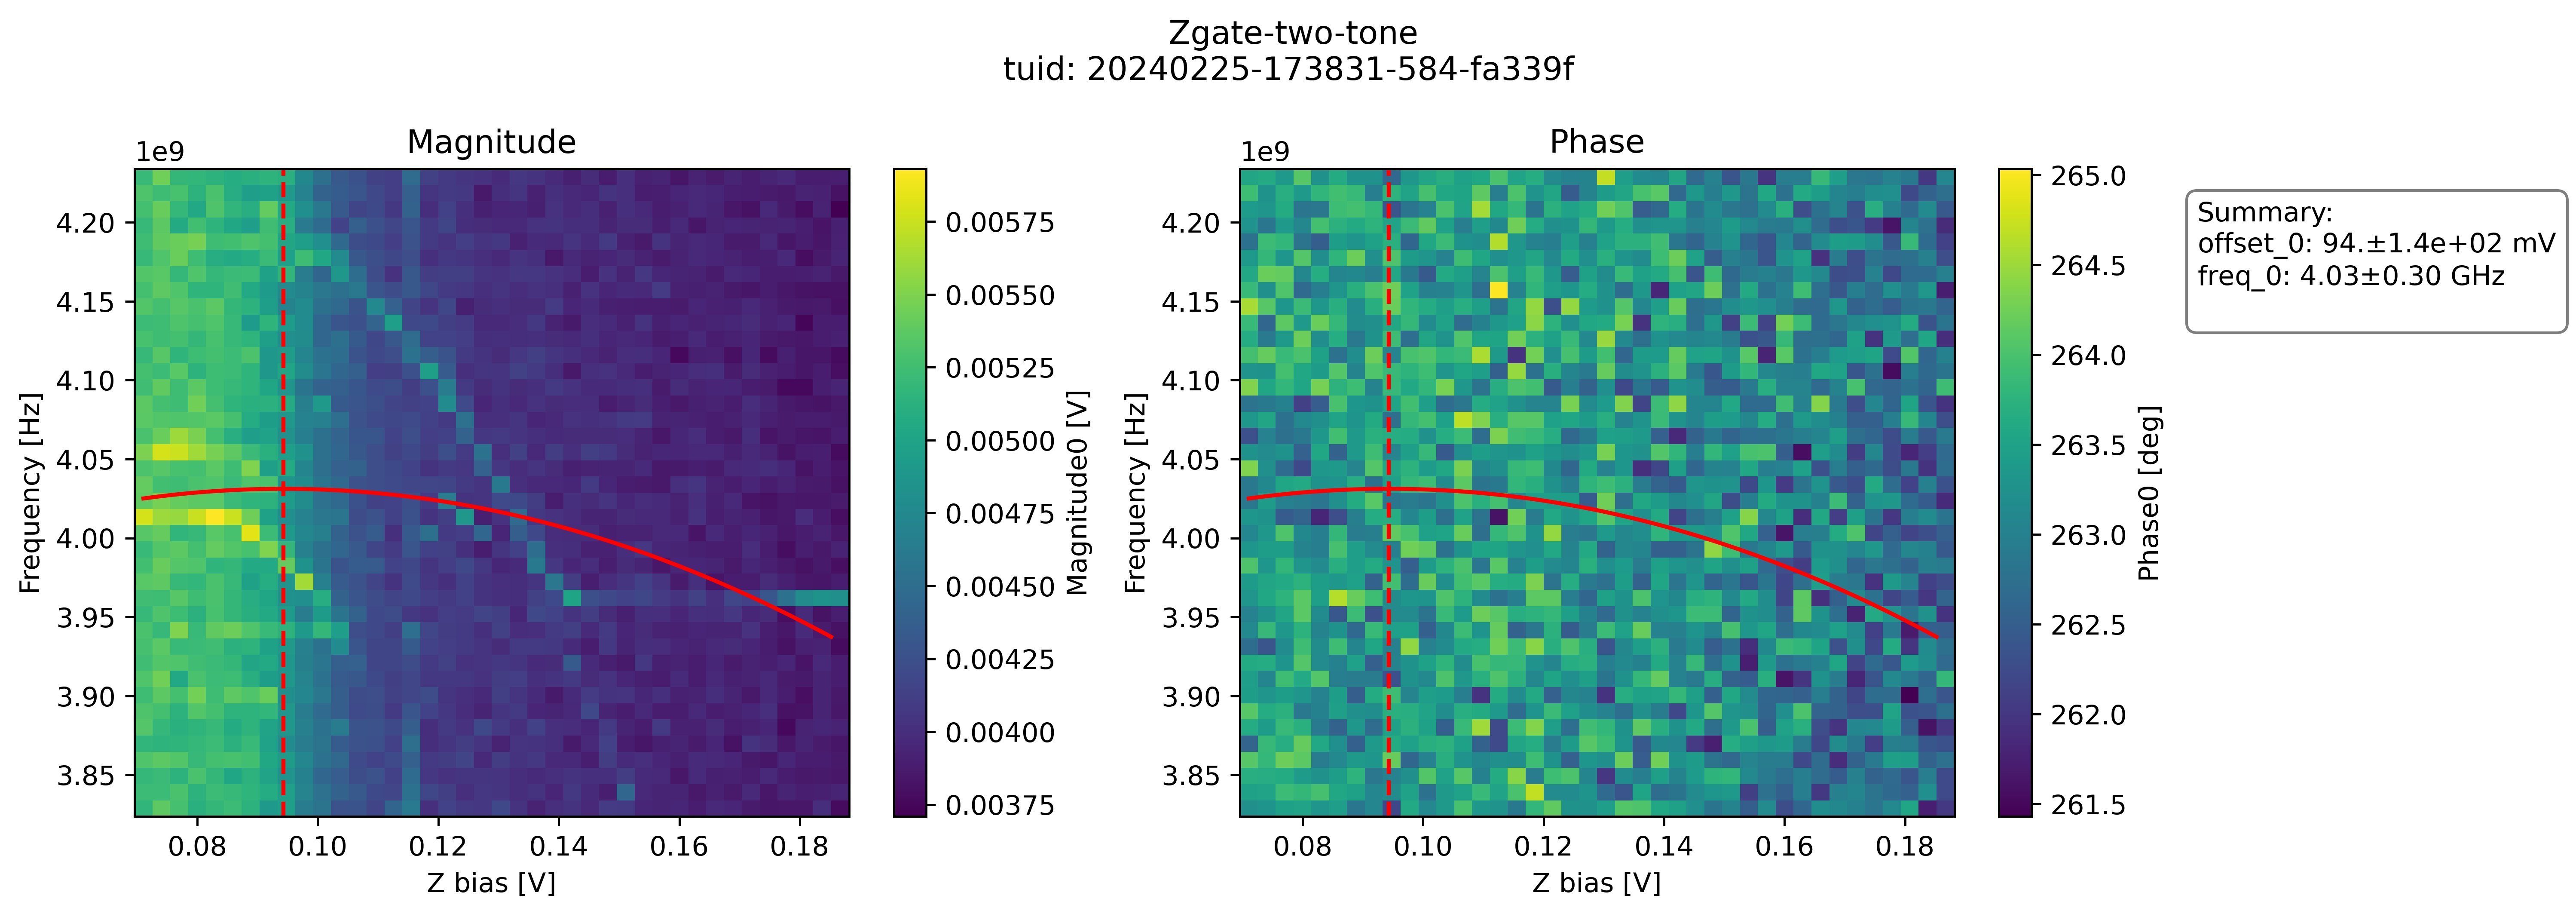 Zgate-two-tone
tuid: 20240225-173831-584-fa339f
Magnitude
1e9
4.20
4.15
4.10
4.05
4.00
3.95
3.90
3.85
Frequency [Hz]
0.08 0.10 0.12 0.14 0.16 0.18
Z bias [V]
0.00575
0.00550
0.00525
0.00500
0.00475
0.00450
0.00425
0.00400
0.00375
Magnitude0 [V]
Phase
1e9
4.20
4.15
4.10
4.05
4.00
3.95
3.90
3.85
Frequency [Hz]
0.08 0.10 0.12 0.14 0.16 0.18
Z bias [V]
265.0
264.5
264.0
263.5
263.0
262.5
262.0
261.5
Phase0 [deg]
Summary:
offset_0: 94.±1.4e+02 mV
freq_0: 4.03±0.30 GHz